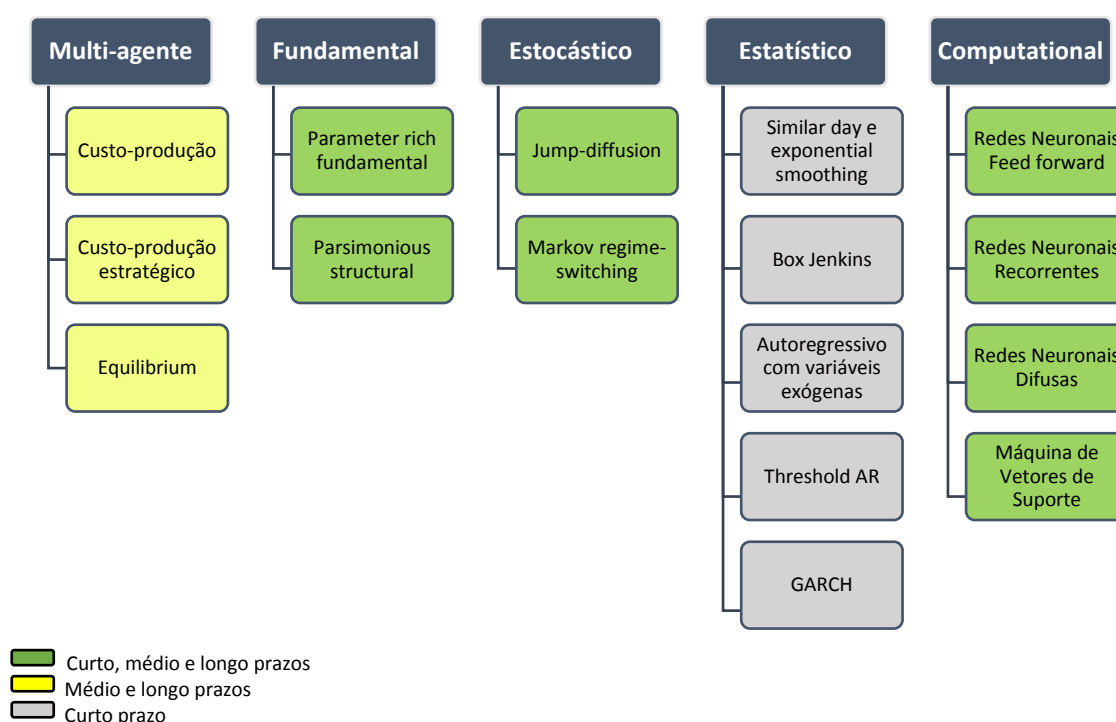 Multi-agente
Custo-produção
Custo-produção
estratégico
Equilibrium
Fundamental
Parameter rich
fundamental
Parsimonious
structural
Estocástico
Jump-diffusion
Markov regime-
switching
Estatístico
Similar day e
exponential
smoothing
Box Jenkins
Autoregressivo
com variáveis
exógenas
Threshold AR
GARCH
Computational
Redes Neuronais
Feed forward
Redes Neuronais
Recorrentes
Redes Neuronais
Difusas
Máquina de
Vetores de
Suporte
Curto, médio e longo prazos
Médio e longo prazos
Curto prazo